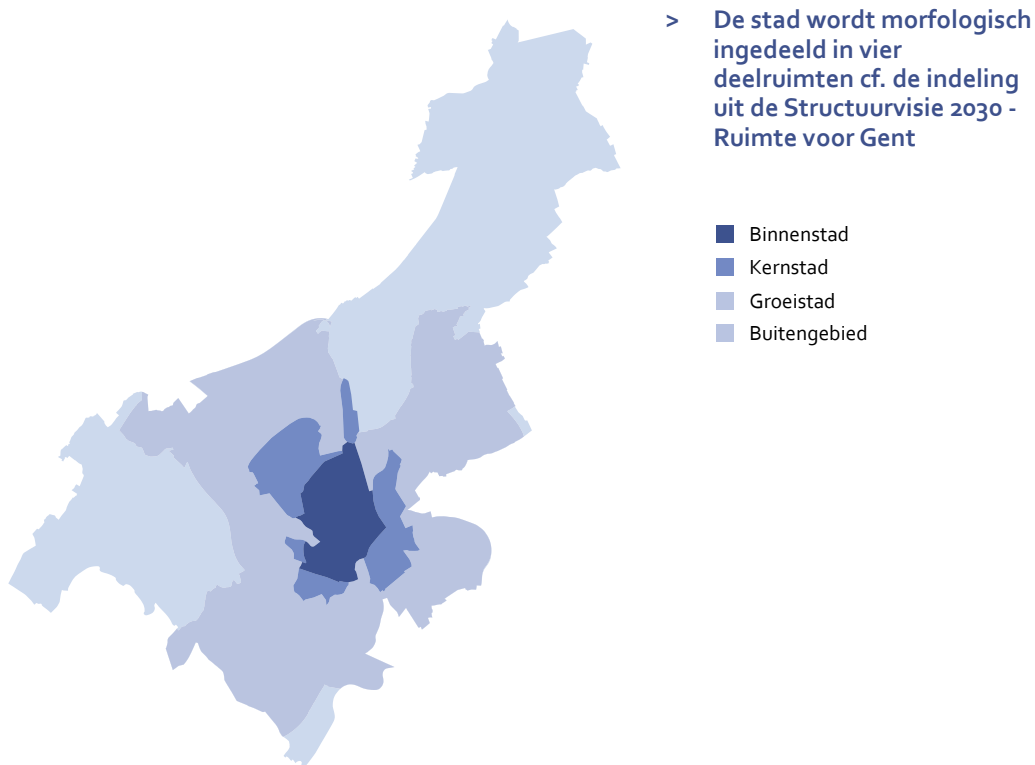 > De stad wordt morfologisch
ingedeeld in vier
deelruimten cf. de indeling
uit de Structuurvisie 2030 -
Ruimte voor Gent
Binnenstad
Kernstad
Groeistad
Buitengebied